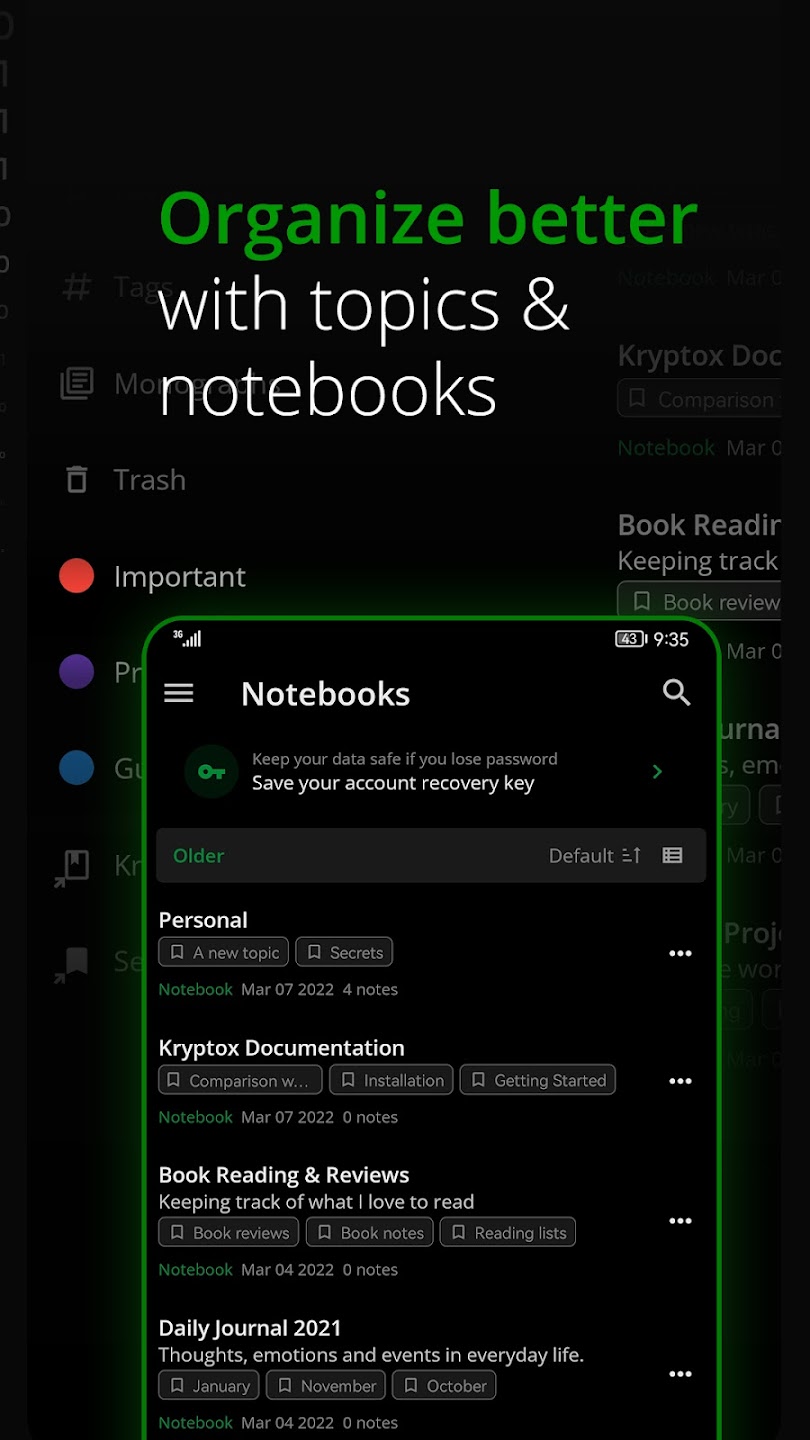 Organize better
with topics &
notebooks
Tags
Monographs
Trash
Important
Notebook Mar 0
Kryptox Doc
Comparison
Notebook Mar 0
Book Readin
Keeping track
Book review
Mar 0
3G
43 9:35
Notebooks
Keep your data safe if you lose password
Save your account recovery key
Older
Default
Personal
A new topic
Secrets
Notebook Mar 07 2022 4 notes
Kryptox Documentation
Comparison w...
Installation
Getting Started
Notebook Mar 07 2022 0 notes
Book Reading & Reviews
Keeping track of what I love to read
Book reviews
Book notes
Reading lists
Notebook Mar 04 2022 0 notes
Daily Journal 2021
Thoughts, emotions and events in everyday life.
January
November
October
Notebook Mar 04 2022 0 notes